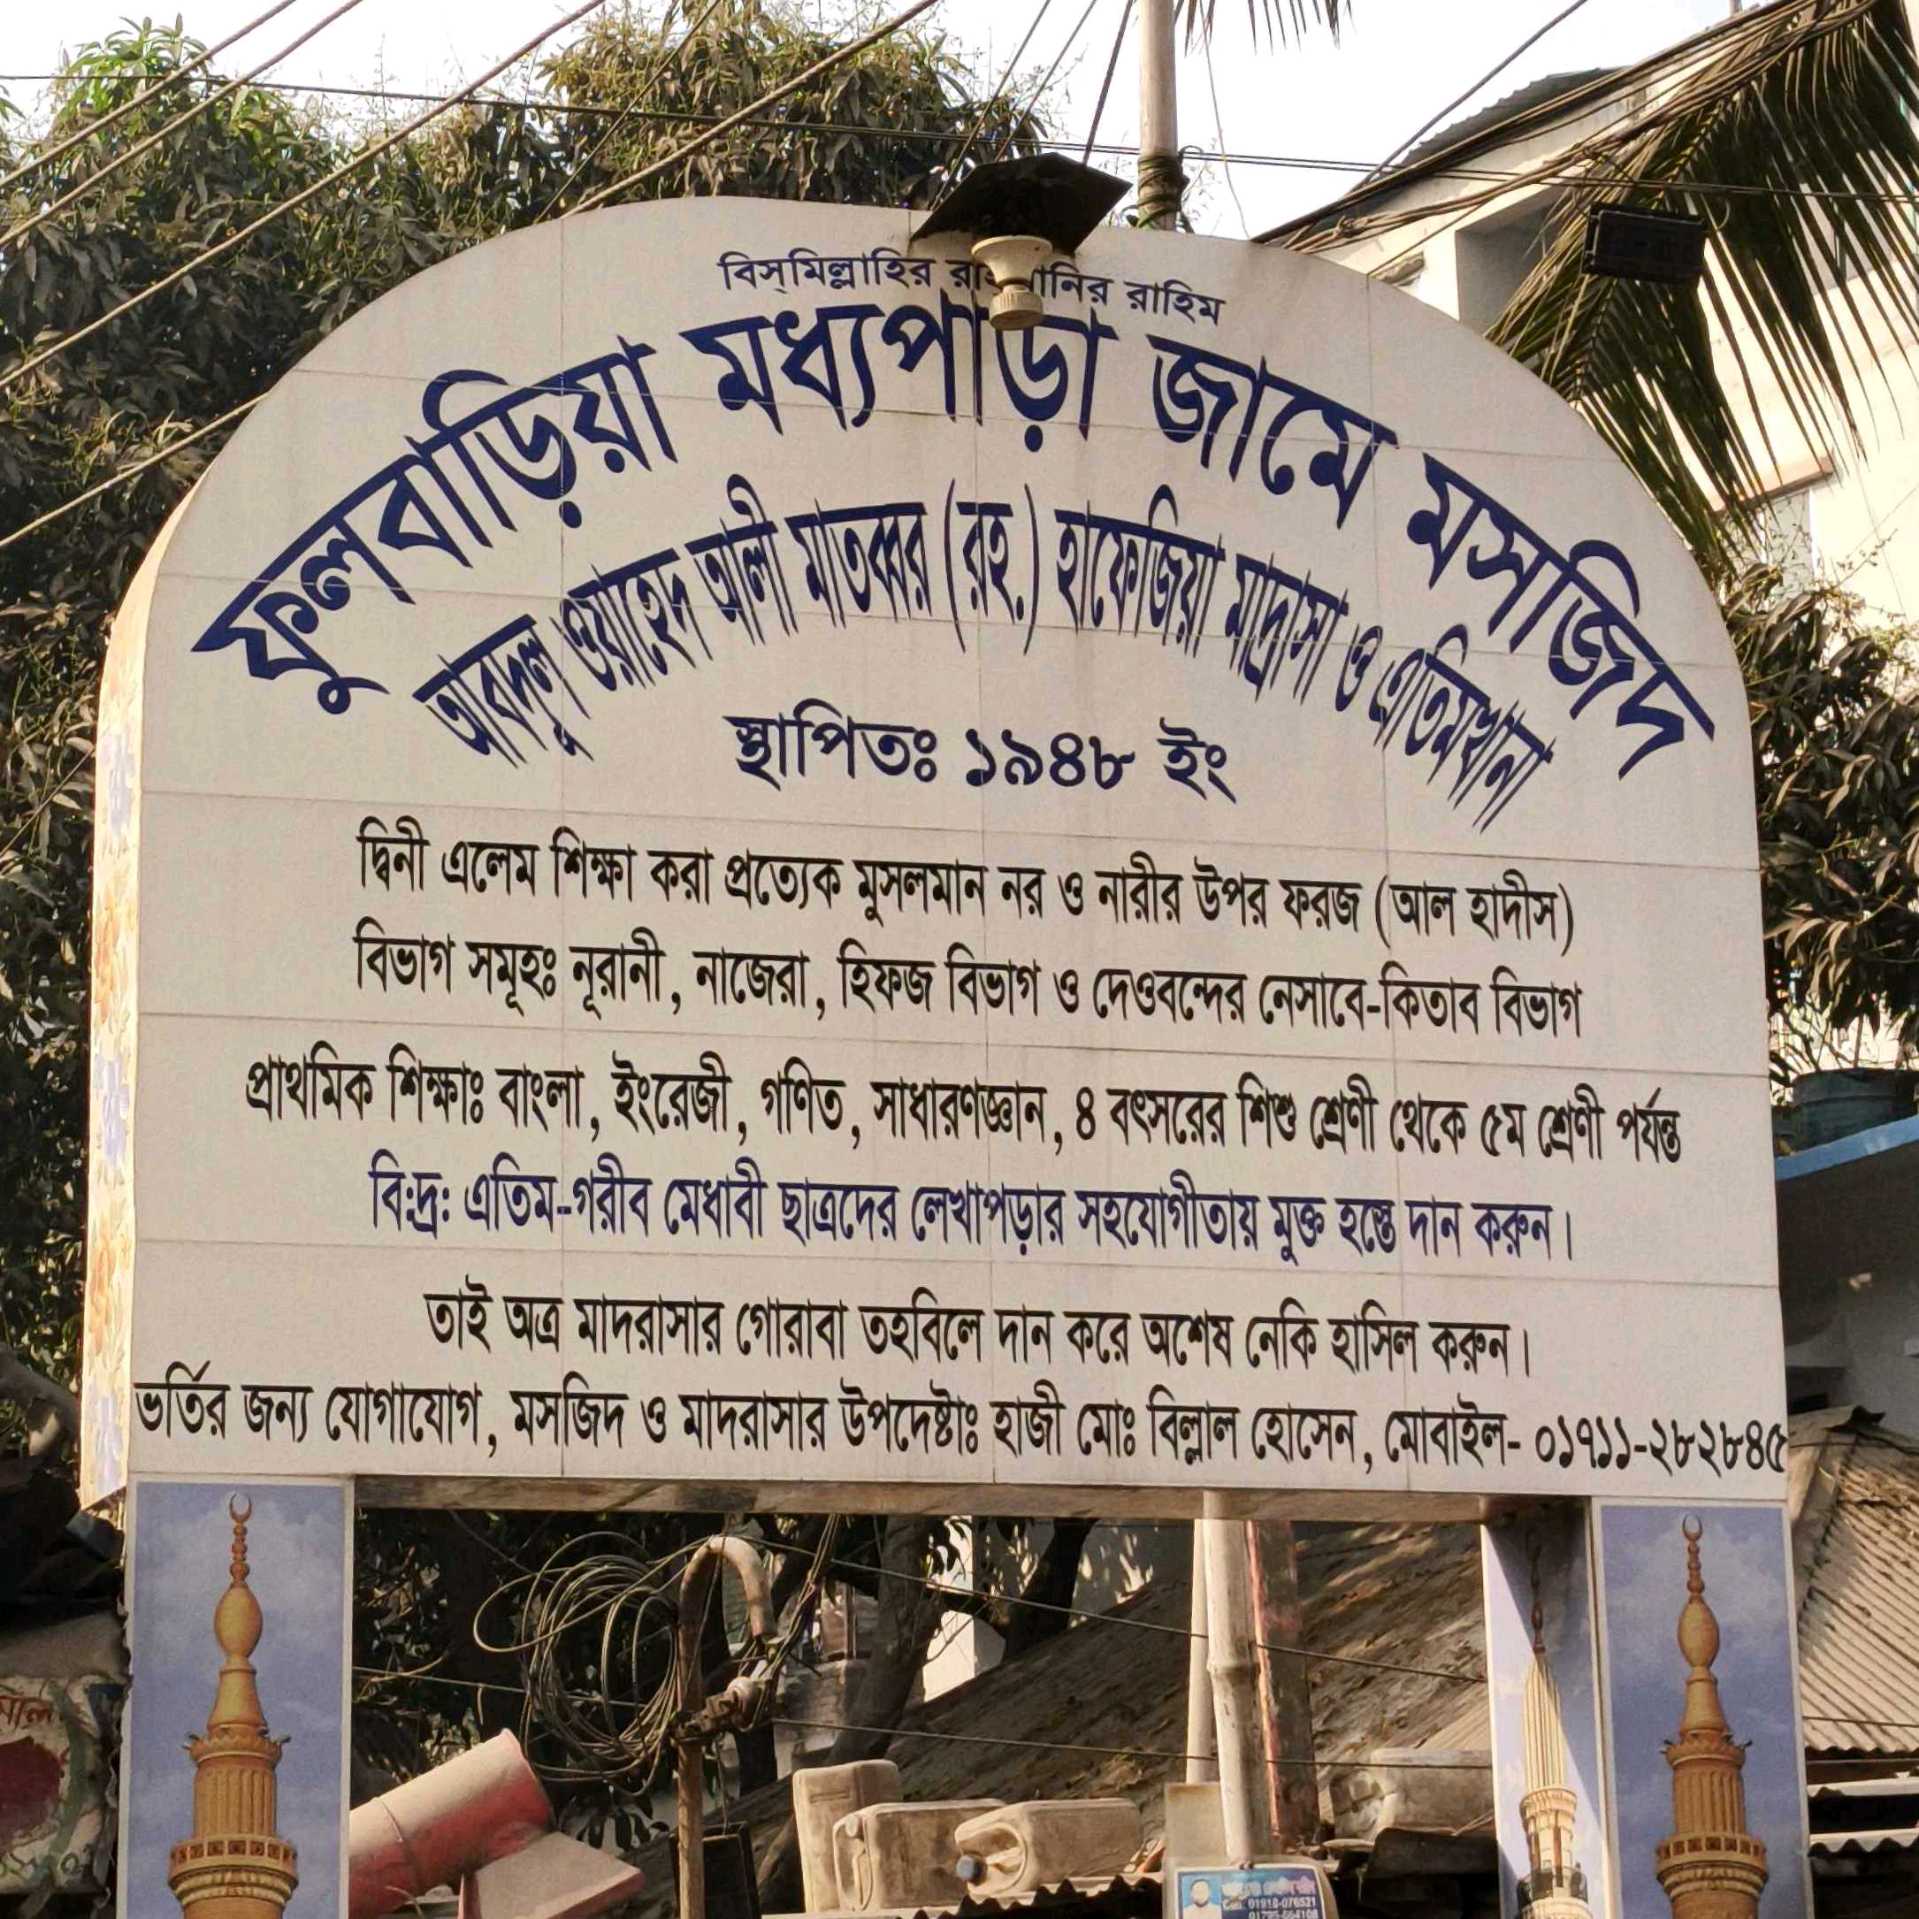 বিস্‌মিল্লাহির রাহমানির রাহিম
ফুলবাড়িয়া মধ্যপাড়া জামে মসজিদ
আবদুল ওয়াহেদ আলী মাতব্বর (রহ.) হাফেজিয়া মাদ্রাসা ও এতিমখানা
স্থাপিতঃ ১৯৪৮ ইং
দ্বিনী এলেম শিক্ষা করা প্রত্যেক মুসলমান নর ও নারীর উপর ফরজ (আল হাদীস)
বিভাগ সমূহঃ নূরানী, নাজেরা, হিফজ বিভাগ ও দেওবন্দের নেসাবে-কিতাব বিভাগ
প্রাথমিক শিক্ষাঃ বাংলা, ইংরেজী, গণিত, সাধারণজ্ঞান, ৪ বৎসরের শিশু শ্রেণী থেকে ৫ম শ্রেণী পর্যন্ত
বি:দ্র: এতিম-গরীব মেধাবী ছাত্রদের লেখাপড়ার সহযোগীতায় মুক্ত হস্তে দান করুন।
তাই অত্র মাদরাসার গোরাবা তহবিলে দান করে অশেষ নেকি হাসিল করুন।
ভর্তির জন্য যোগাযোগ, মসজিদ ও মাদরাসার উপদেষ্টাঃ হাজী মোঃ বিল্লাল হোসেন, মোবাইল- ০১৭১১-২৮২৮৪৫